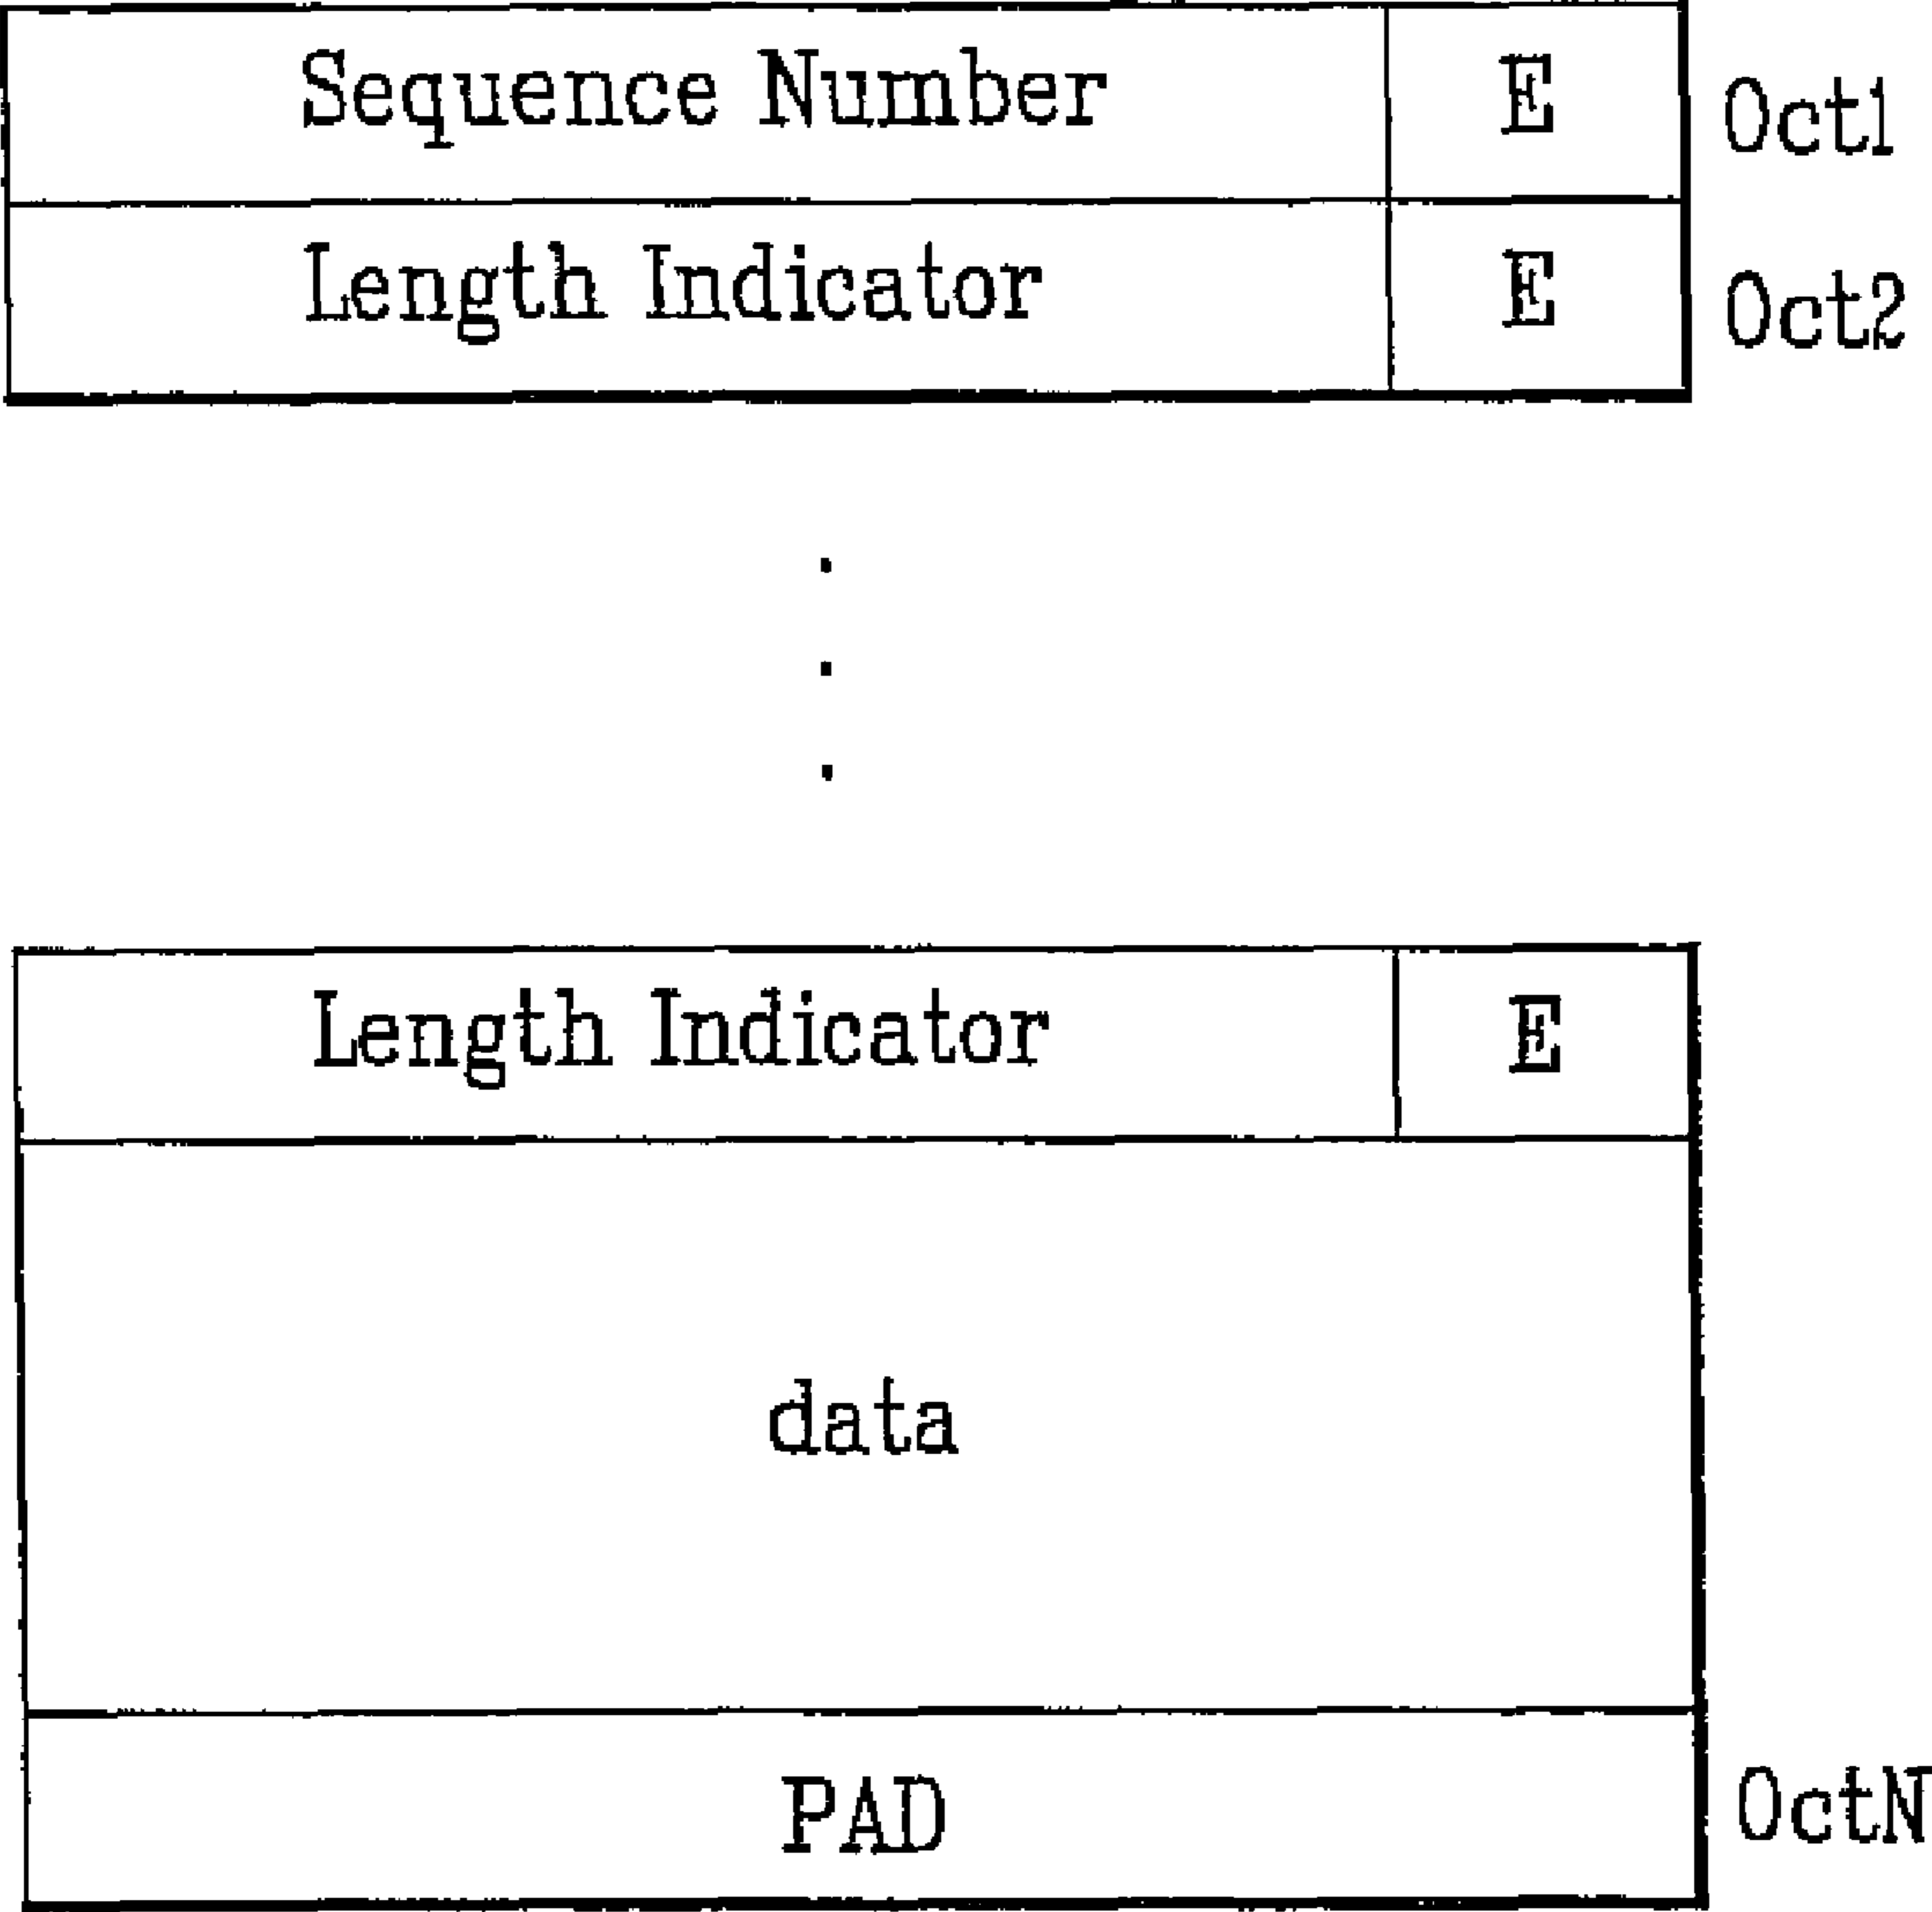 Sequence Number E Oct1
Length Indicator E Oct2
Length Indicator E
data
PAD OctN